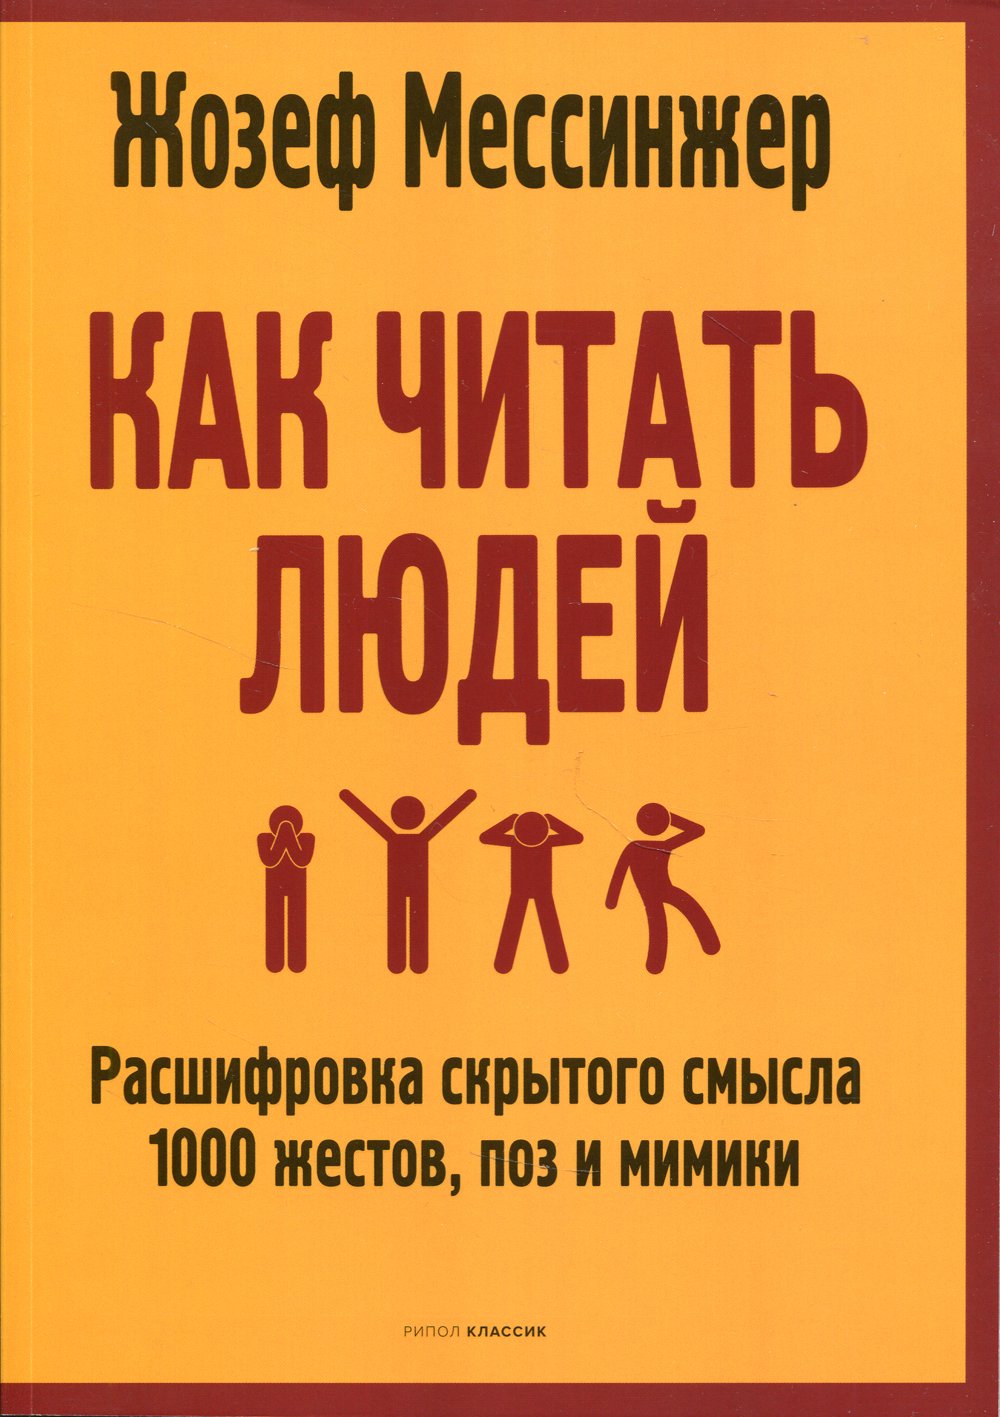 Жозеф Мессинжер
КАК ЧИТАТЬ
ЛЮДЕЙ
Расшифровка скрытого смысла
1000 жестов, поз и мимики
РИПОЛ КЛАССИК